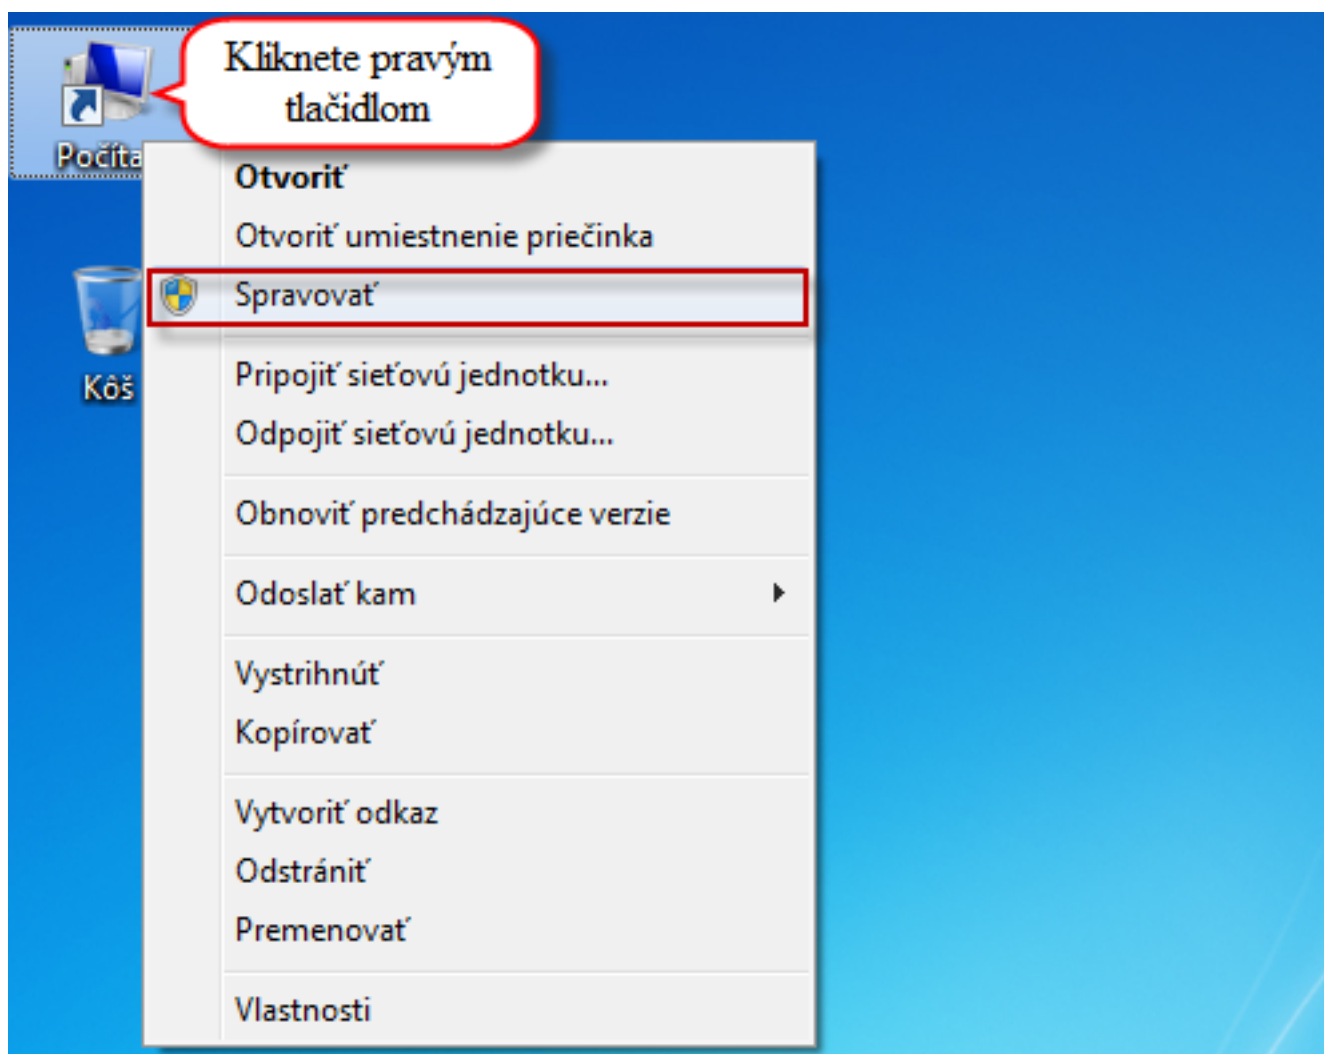 Kliknete pravým
tlačidlom
Počíta
Otvoriť
Otvoriť umiestnenie priečinka
Spravovať
Kôš
Pripojiť sieťovú jednotku...
Odpojiť sieťovú jednotku...
Obnoviť predchádzajúce verzie
Odoslať kam
Vystrihnúť
Kopírovať
Vytvoriť odkaz
Odstrániť
Premenovať
Vlastnosti